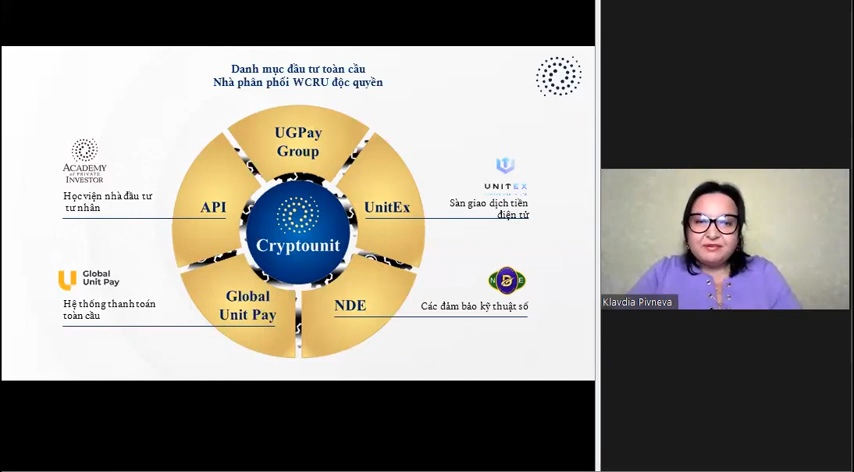 Danh mục đầu tư toàn cầu
Nhà phân phối WCRU độc quyền
UGPay
Group
ACADEMY
OF PRIVATE
INVESTOR
Học viện nhà đầu tư
tư nhân
API
UnitEx
UNITEX
Sàn giao dịch tiền
điện tử
Cryptounit
Global
Unit Pay
Hệ thống thanh toán
toàn cầu
Global
Unit Pay
NDE
N D E
Các đảm bảo kỹ thuật số
Klavdia Pivneva